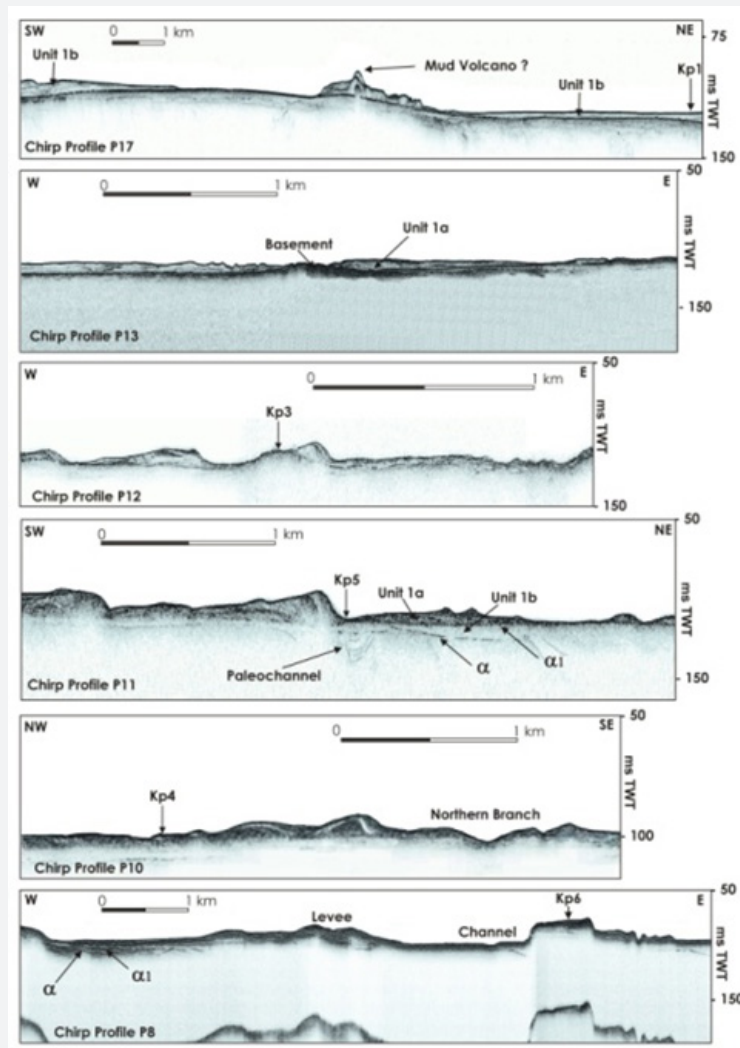 SW 0 1 km NE 75
Unit 1b
Mud Volcano ?
Unit 1b
Kp1
ms TWT
Chirp Profile P17 150
W 0 1 km E 50
Unit 1a
Basement
ms TWT
150
Chirp Profile P13
W 0 1 km E 50
Kp3
ms TWT
Chirp Profile P12 150
SW 0 1 km NE 50
Kp5
Unit 1a
Unit 1b
ms TWT
Paleochannel α α1
Chirp Profile P11 150
NW 0 1 km SE 50
Kp4
Northern Branch
ms TWT
100
Chirp Profile P10
W 0 1 km Kp6 E 50
Levee
Channel
ms TWT
α α1
150
Chirp Profile P8